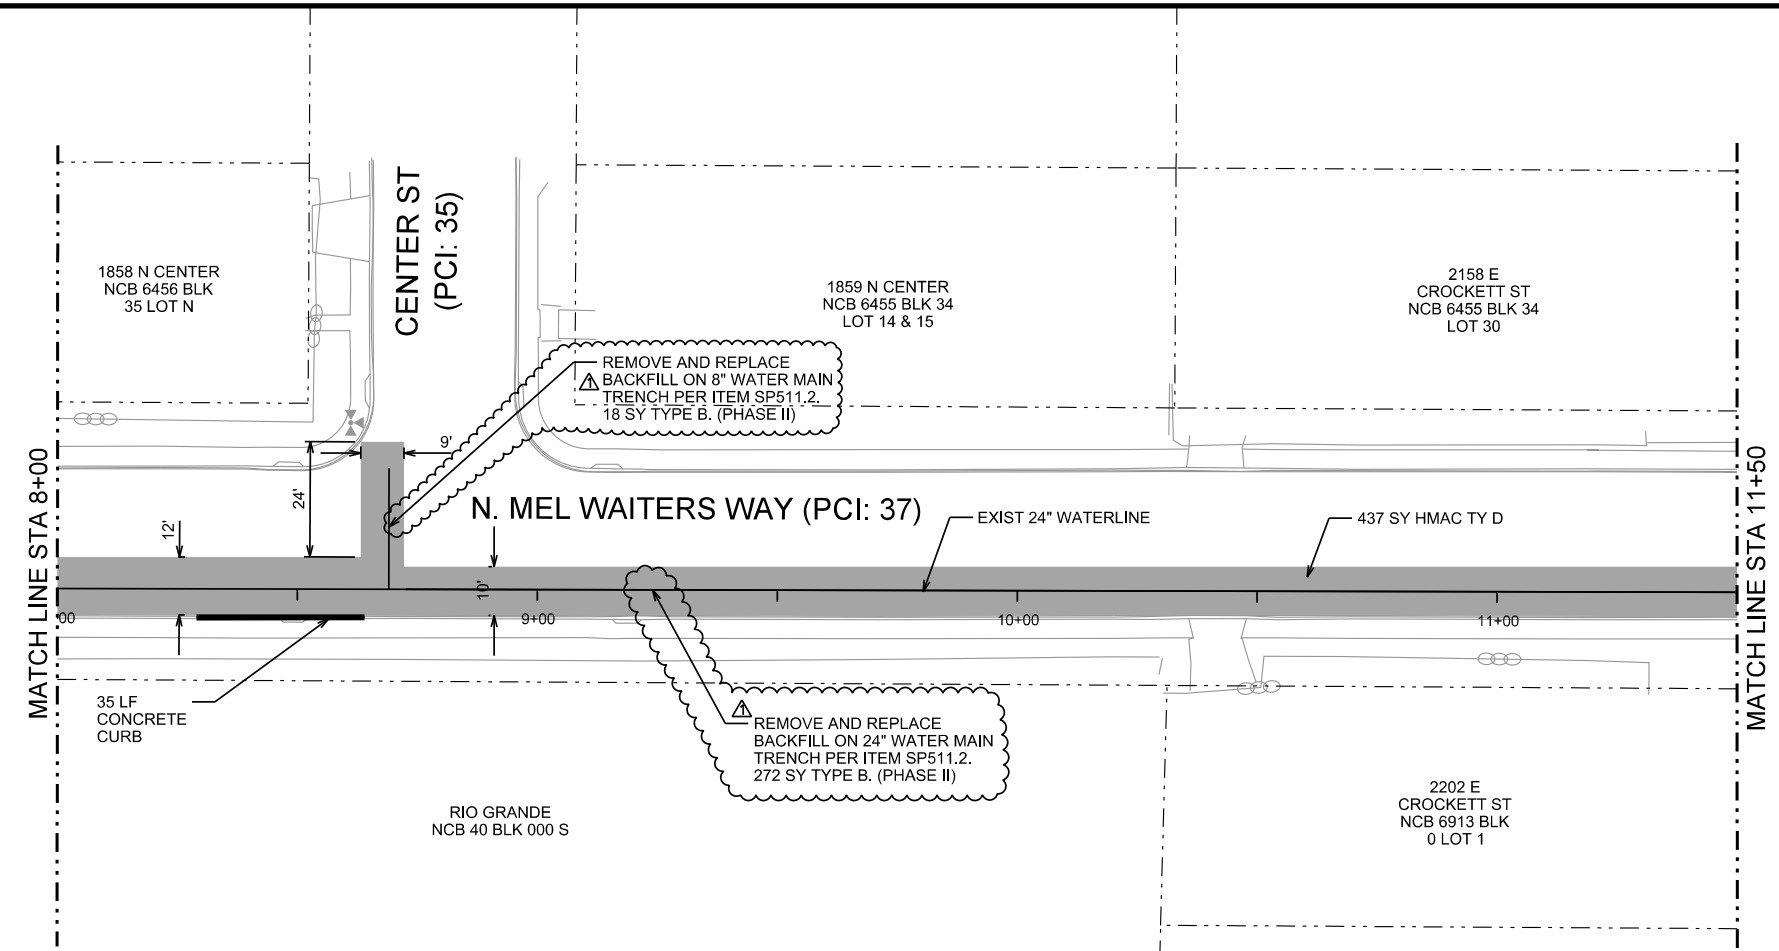 CENTER ST
(PCI: 35)
1858 N CENTER
NCB 6456 BLK
35 LOT N
1859 N CENTER
NCB 6455 BLK 34
LOT 14 & 15
2158 E
CROCKETT ST
NCB 6455 BLK 34
LOT 30
REMOVE AND REPLACE
1 BACKFILL ON 8" WATER MAIN
TRENCH PER ITEM SP511.2.
18 SY TYPE B. (PHASE II)
9'
24'
12'
10'
N. MEL WAITERS WAY (PCI: 37)
EXIST 24" WATERLINE
437 SY HMAC TY D
MATCH LINE STA 8+00
MATCH LINE STA 11+50
00
9+00
10+00
11+00
35 LF
CONCRETE
CURB
1
REMOVE AND REPLACE
BACKFILL ON 24" WATER MAIN
TRENCH PER ITEM SP511.2.
272 SY TYPE B. (PHASE II)
RIO GRANDE
NCB 40 BLK 000 S
2202 E
CROCKETT ST
NCB 6913 BLK
0 LOT 1